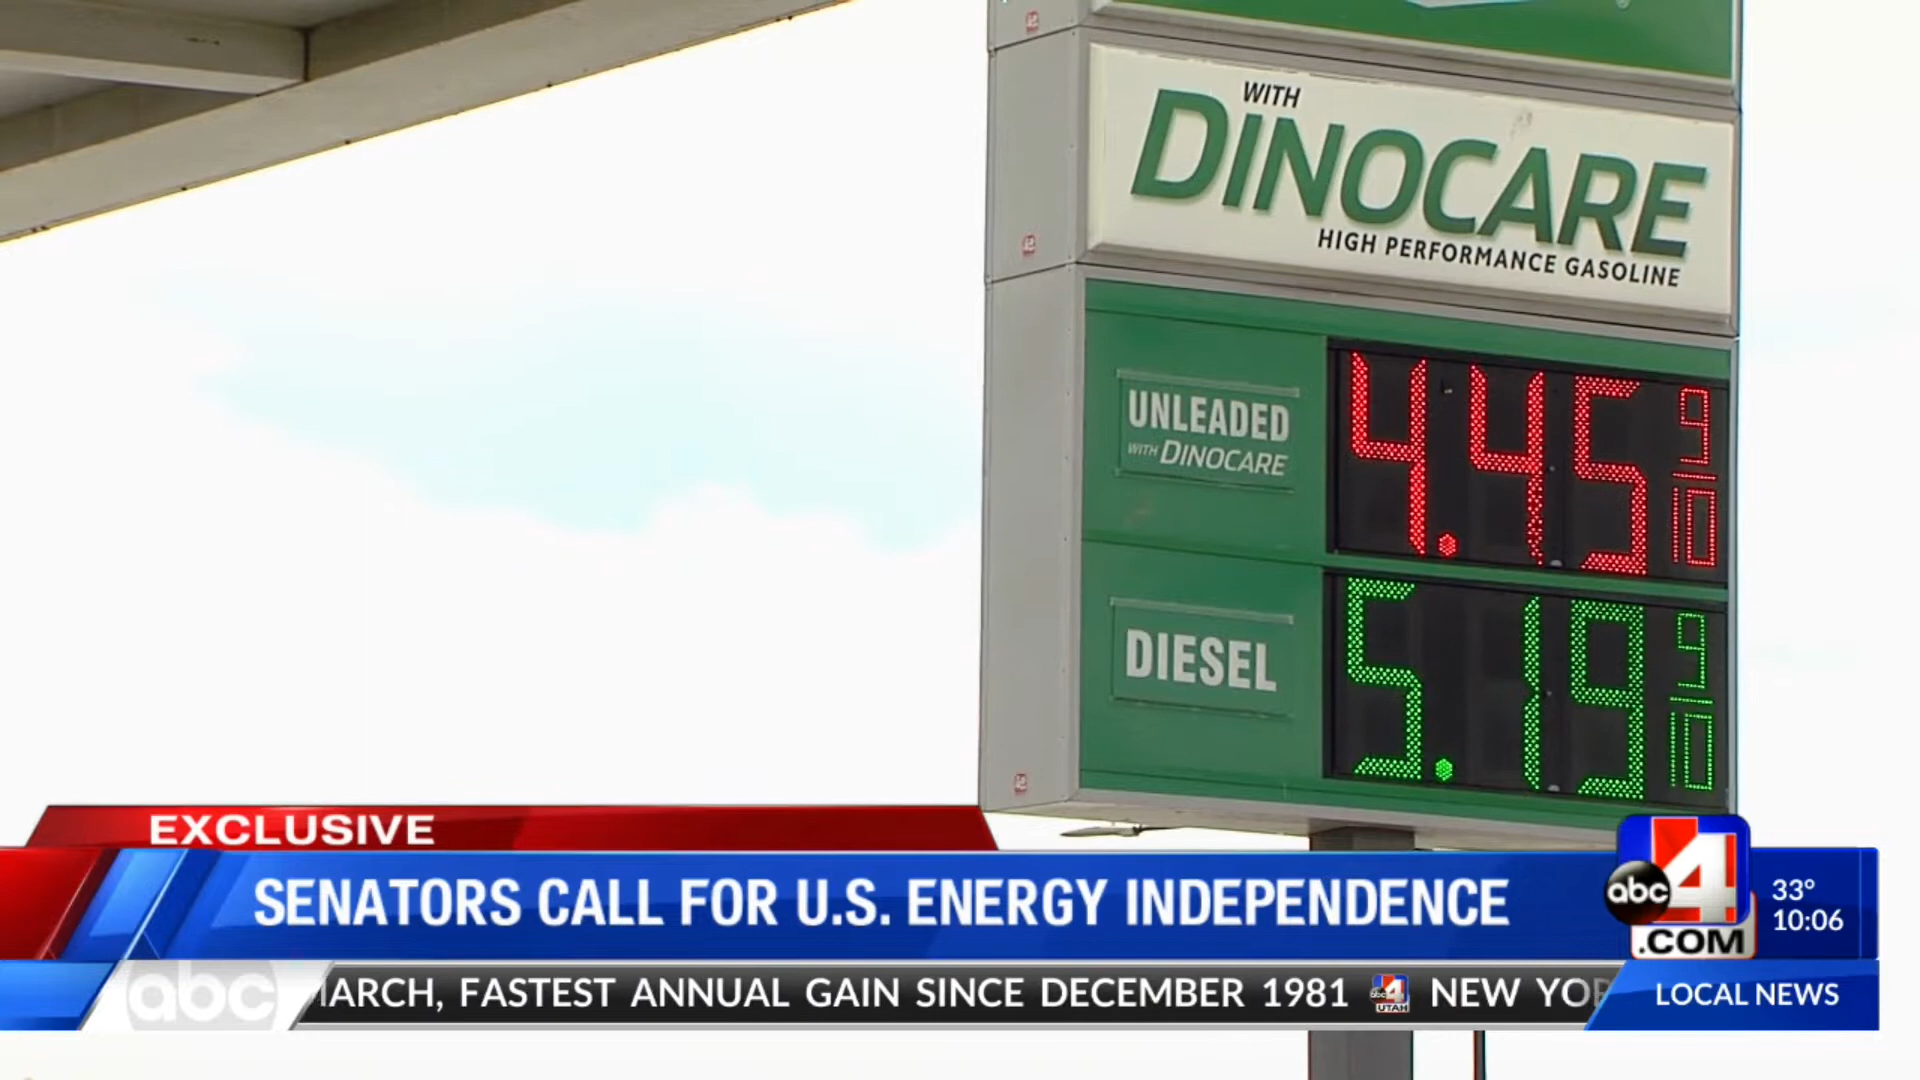 WITH
DINOCARE
HIGH PERFORMANCE GASOLINE
UNLEADED
WITH DINOCARE
4.45 9/10
DIESEL
5.19 9/10
EXCLUSIVE
SENATORS CALL FOR U.S. ENERGY INDEPENDENCE
abc 4
.COM
33°
10:06
abc
ARCH, FASTEST ANNUAL GAIN SINCE DECEMBER 1981 abc 4 UTAH NEW YO
LOCAL NEWS